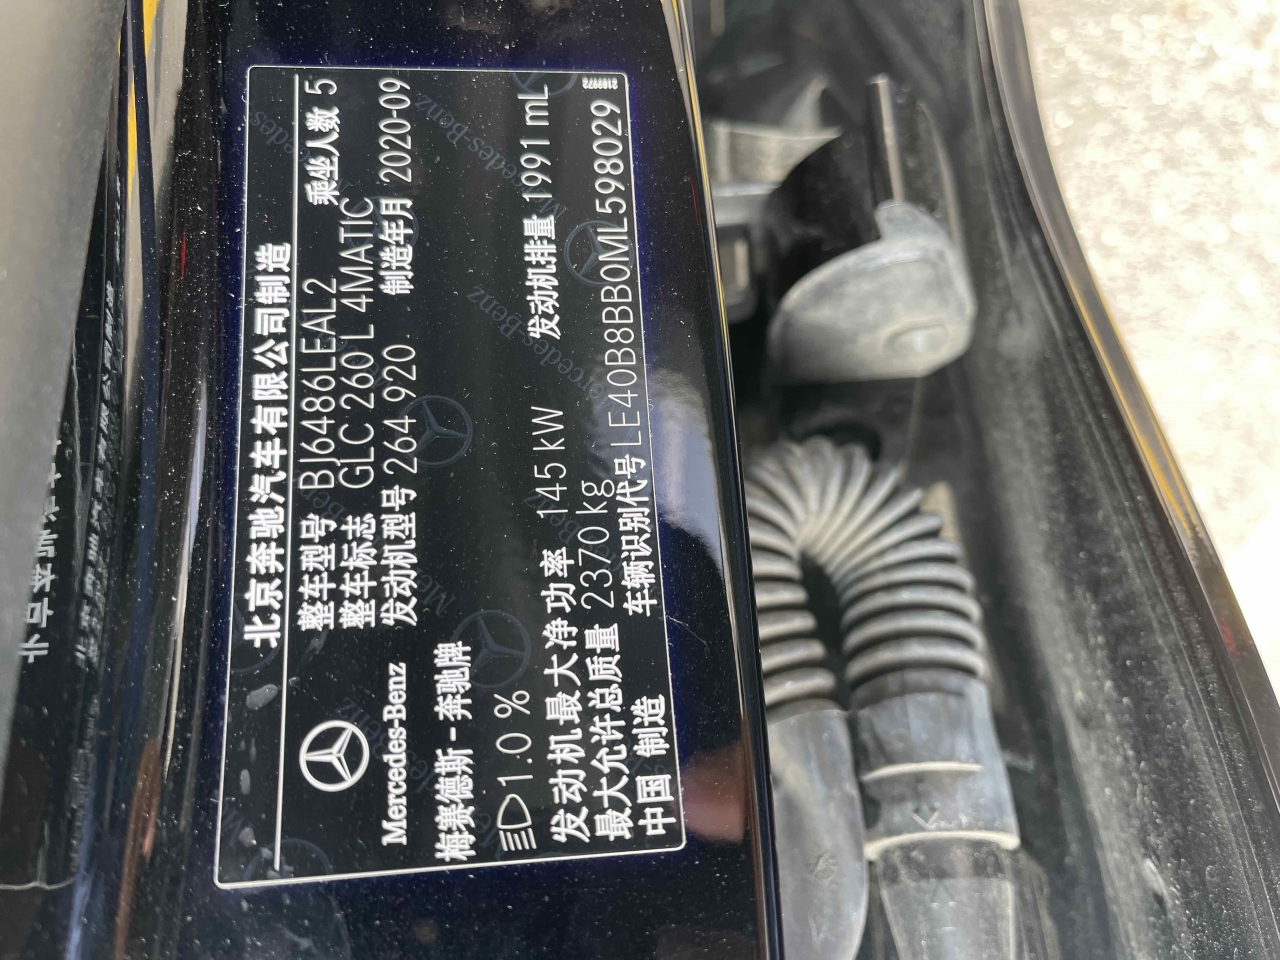 北京奔驰汽车有限公司制造
整车型号 BJ6486LEAL2 乘坐人数 5
整车标志 GLC 260 L 4MATIC
发动机型号 264 920 制造年月 2020-09
Mercedes-Benz
梅赛德斯-奔驰牌
1.0 %
发动机最大净功率 145 kW 发动机排量 1991 mL
最大允许总质量 2370 kg
中国 制造 车辆识别代号 LE40B8BB0ML598029